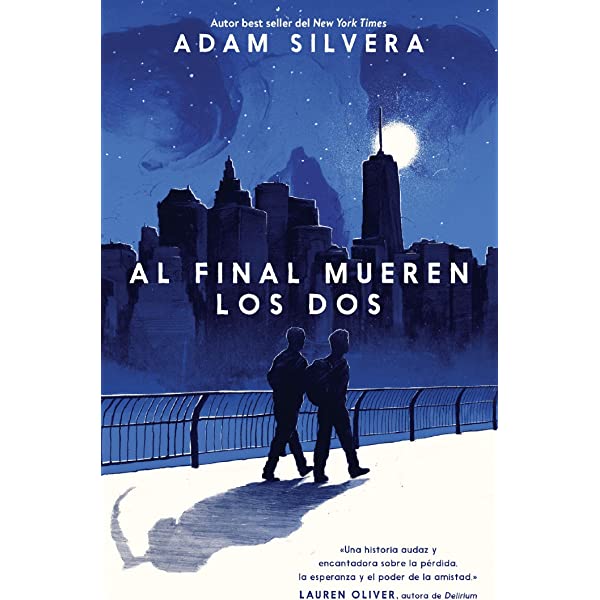 Autor best seller del New York Times
ADAM SILVERA
AL FINAL MUEREN
LOS DOS
«Una historia audaz y
encantadora sobre la pérdida,
la esperanza y el poder de la amistad.»
LAUREN OLIVER, autora de Delirium